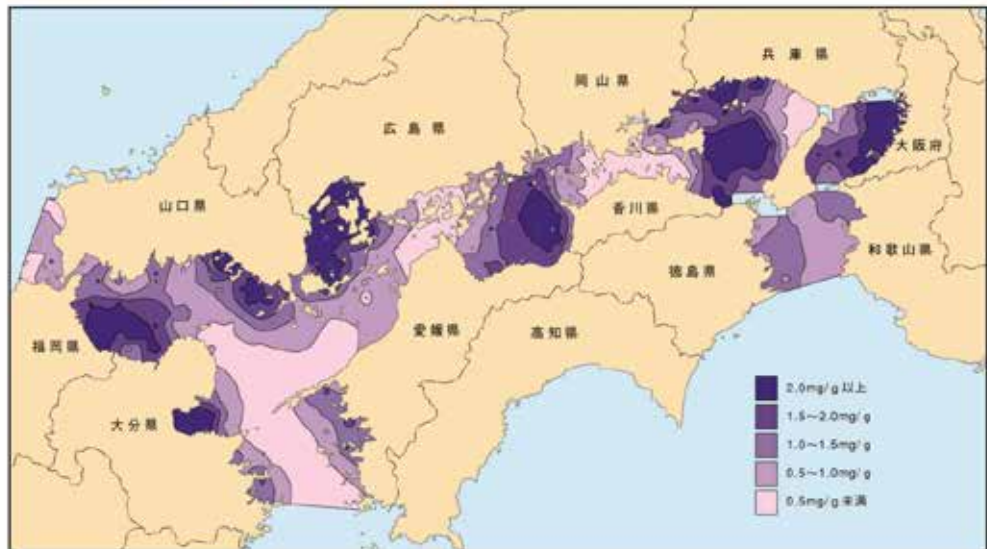 兵庫県
岡山県
広島県
大阪府
山口県
香川県
和歌山県
徳島県
愛媛県
高知県
福岡県
大分県
2.0mg/g以上
1.5～2.0mg/g
1.0～1.5mg/g
0.5～1.0mg/g
0.5mg/g未満